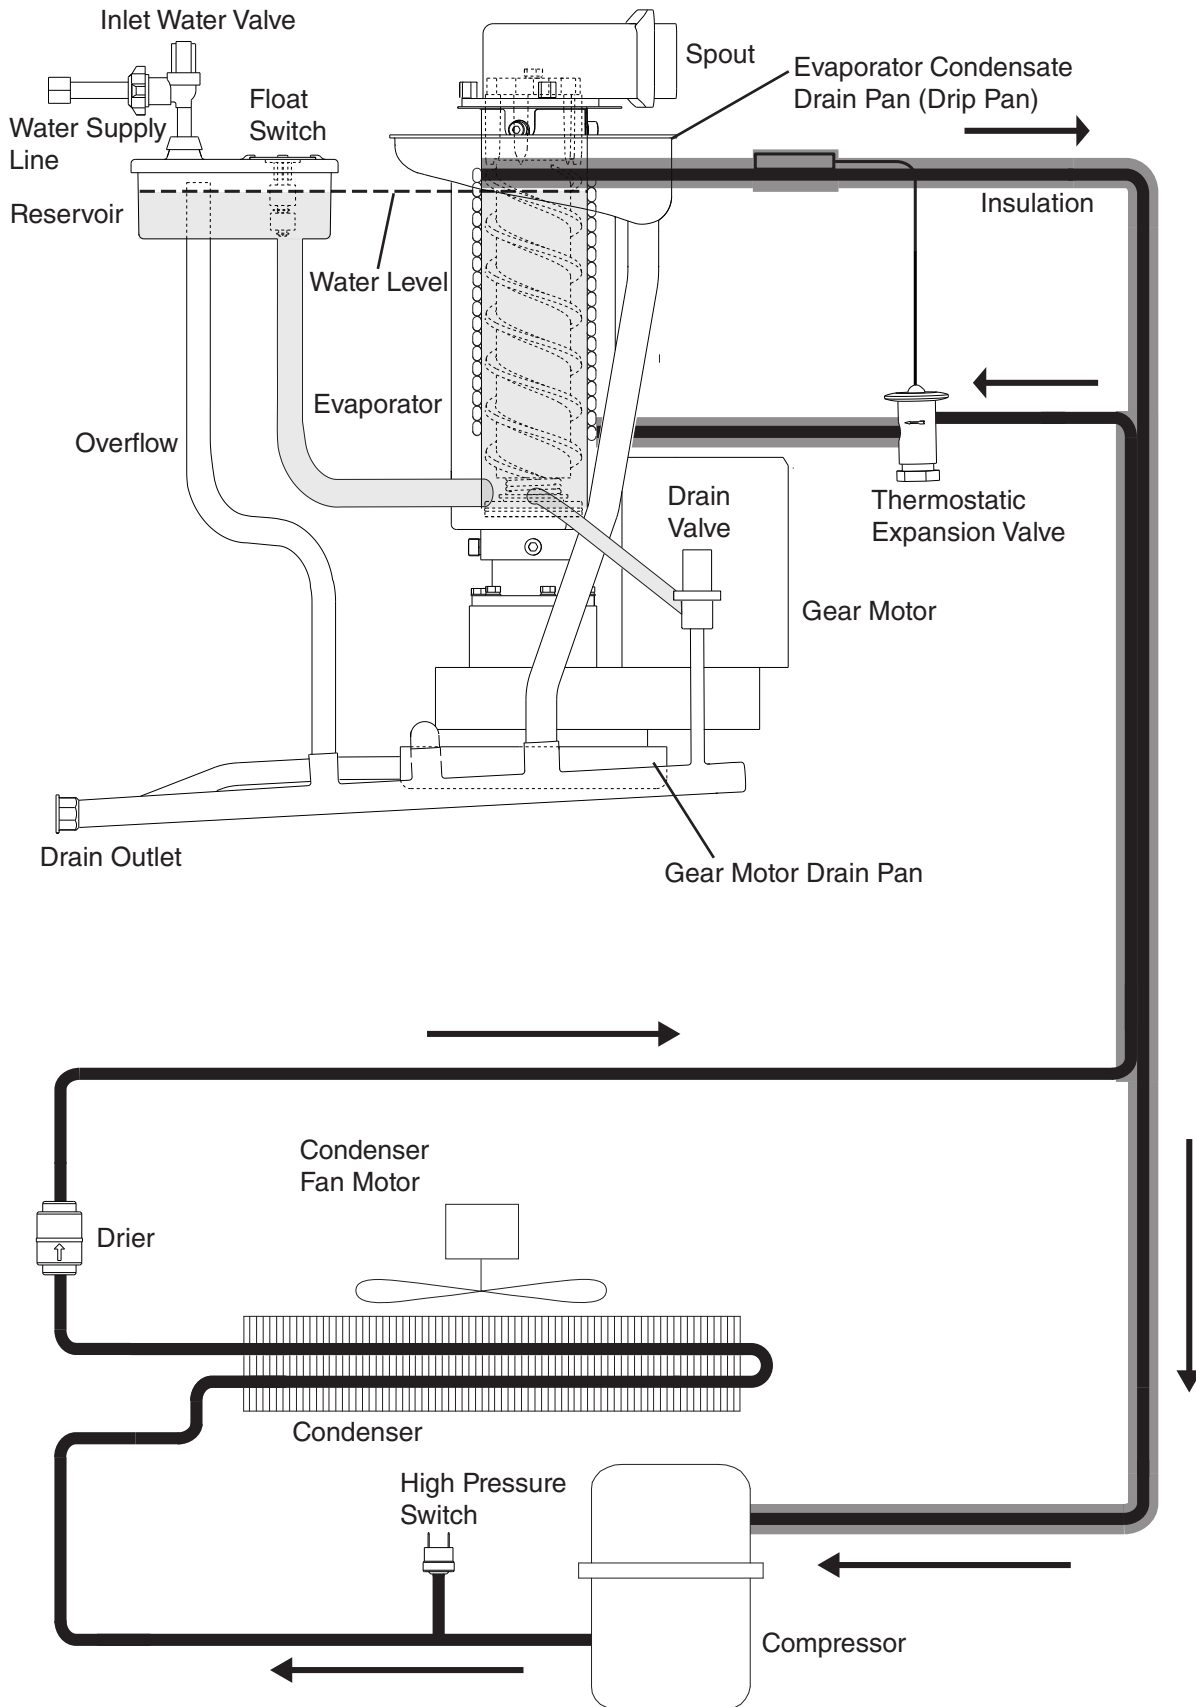 Inlet Water Valve
Spout
Evaporator Condensate
Drain Pan (Drip Pan)
Float
Switch
Water Supply
Line
Reservoir
Insulation
Water Level
Evaporator
Overflow
Drain
Valve
Thermostatic
Expansion Valve
Gear Motor
Drain Outlet
Gear Motor Drain Pan
Condenser
Fan Motor
Drier
Condenser
High Pressure
Switch
Compressor